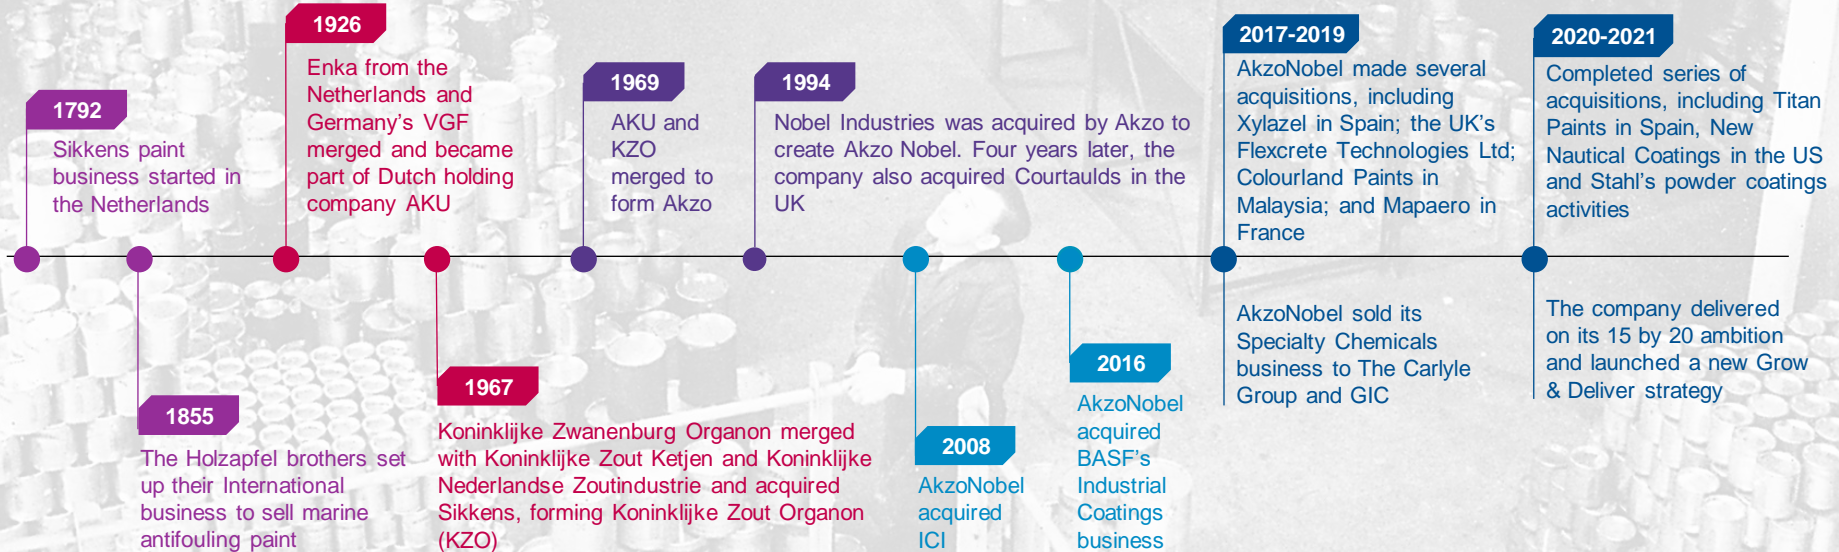 1792
Sikkens paint
business started in
the Netherlands
1855
The Holzapfel brothers set
up their International
business to sell marine
antifouling paint
1926
Enka from the
Netherlands and
Germany's VGF
merged and became
part of Dutch holding
company AKU
1967
Koninklijke Zwanenburg Organon merged
with Koninklijke Zout Ketjen and Koninklijke
Nederlandse Zoutindustrie and acquired
Sikkens, forming Koninklijke Zout Organon
(KZO)
1969
AKU and
KZO
merged to
form Akzo
1994
Nobel Industries was acquired by Akzo to
create Akzo Nobel. Four years later, the
company also acquired Courtaulds in the
UK
2008
AkzoNobel
acquired
ICI
2016
AkzoNobel
acquired
BASF's
Industrial
Coatings
business
2017-2019
AkzoNobel made several
acquisitions, including
Xylazel in Spain; the UK's
Flexcrete Technologies Ltd;
Colourland Paints in
Malaysia; and Mapaero in
France
AkzoNobel sold its
Specialty Chemicals
business to The Carlyle
Group and GIC
2020-2021
Completed series of
acquisitions, including Titan
Paints in Spain, New
Nautical Coatings in the US
and Stahl's powder coatings
activities
The company delivered
on its 15 by 20 ambition
and launched a new Grow
& Deliver strategy